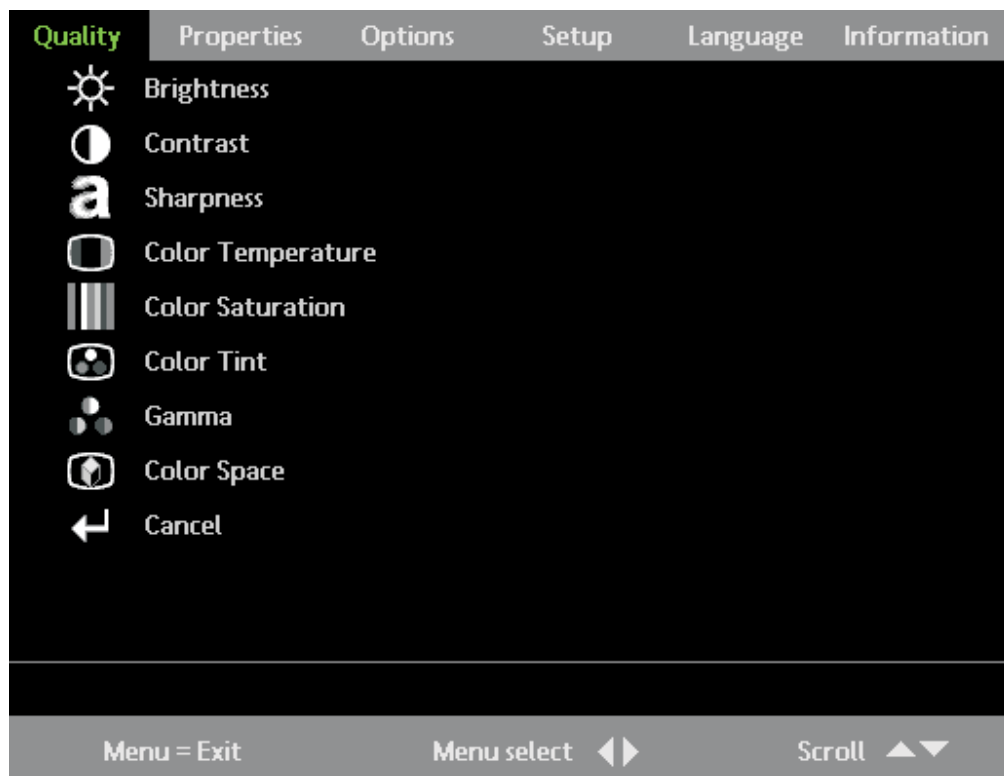 Quality Properties Options Setup Language Information
Brightness
Contrast
Sharpness
Color Temperature
Color Saturation
Color Tint
Gamma
Color Space
Cancel
Menu = Exit Menu select Scroll